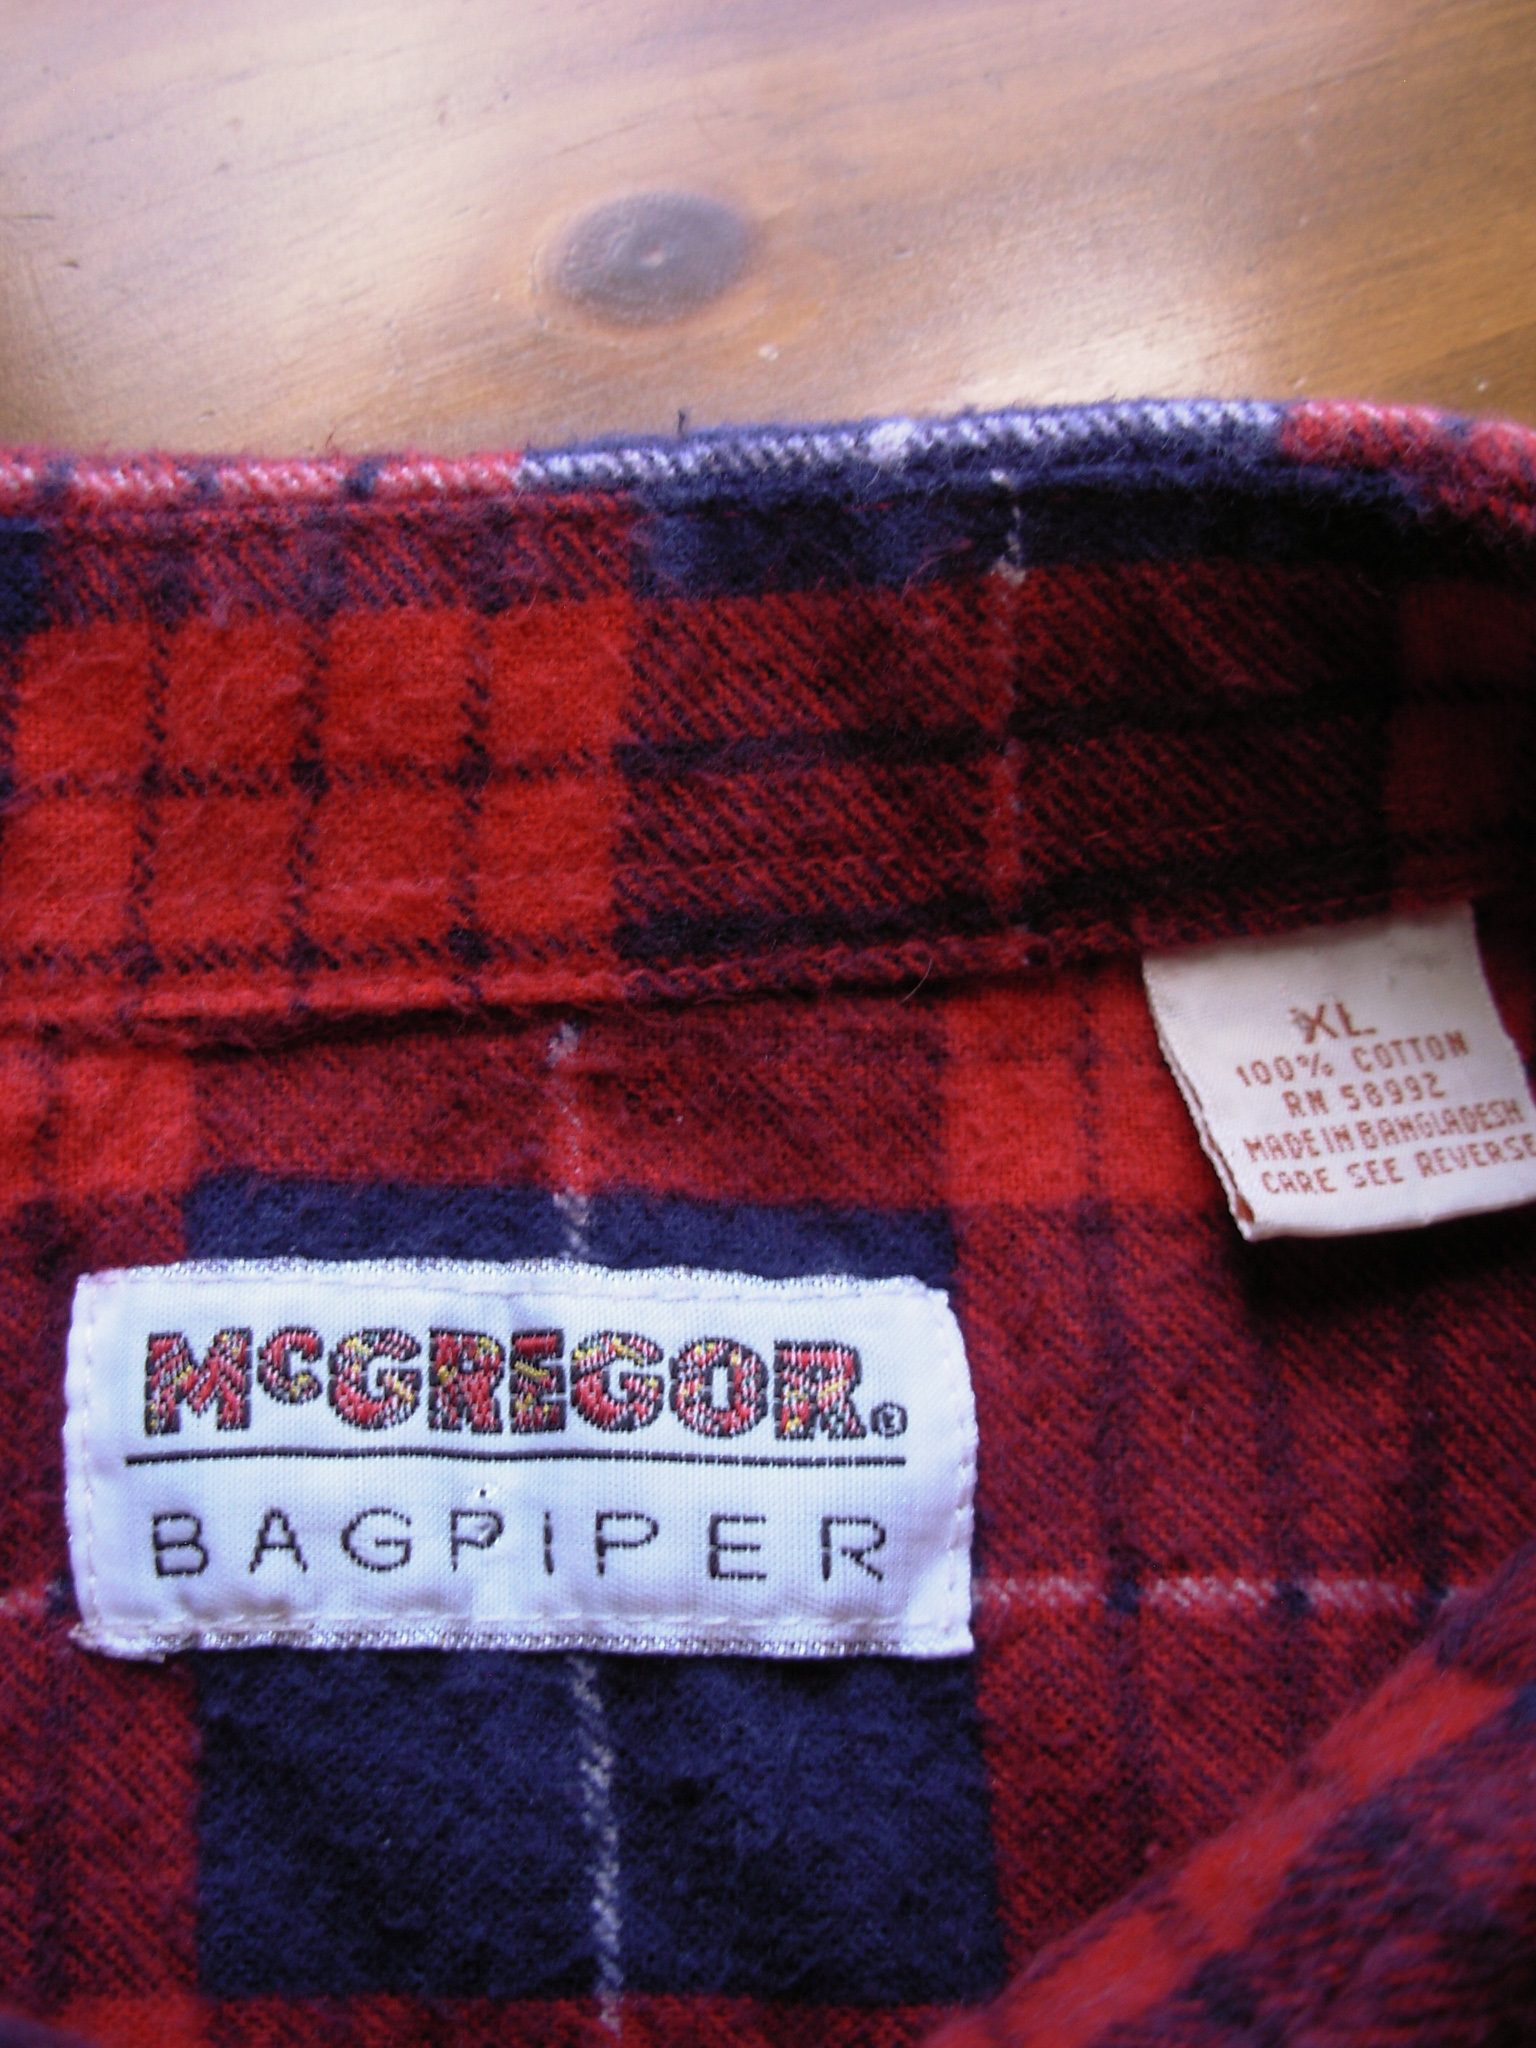 XL
100% COTTON
RN 58992
MADE IN BANGLADESH
CARE SEE REVERSE
McGREGOR®
BAGPIPER